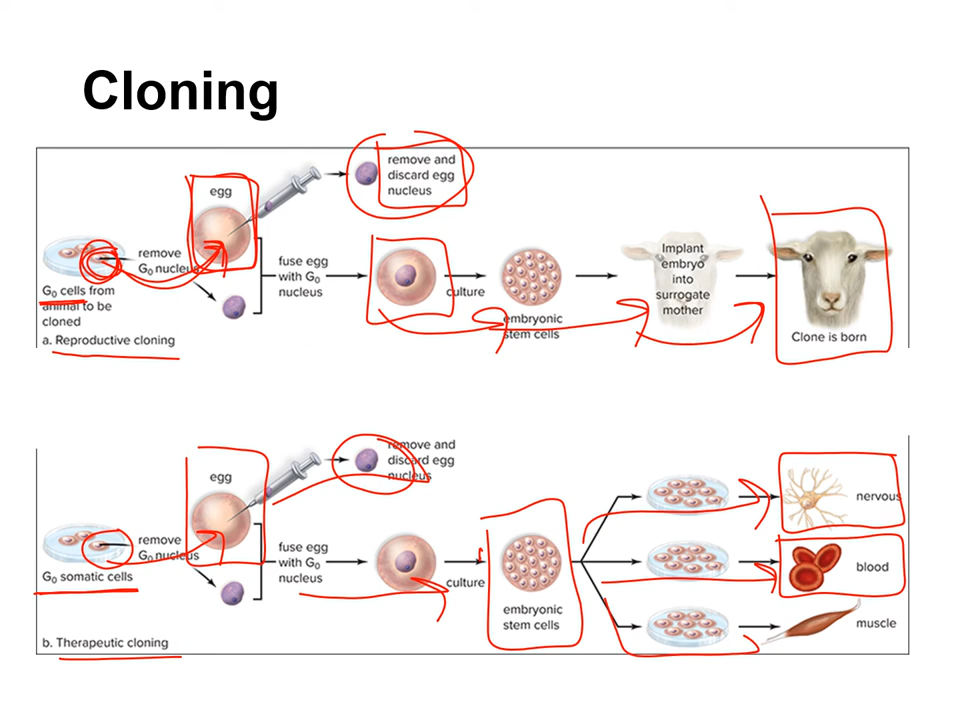 Cloning
remove and
discard egg
nucleus
egg
remove
G₀ nucleus
G₀ cells from
animal to be
cloned
fuse egg
with G₀
nucleus
culture
embryonic
stem cells
Implant
embryo
into
surrogate
mother
Clone is born
a. Reproductive cloning
remove and
discard egg
nucleus
egg
remove
G₀ nucleus
G₀ somatic cells
fuse egg
with G₀
nucleus
culture
embryonic
stem cells
nervous
blood
muscle
b. Therapeutic cloning